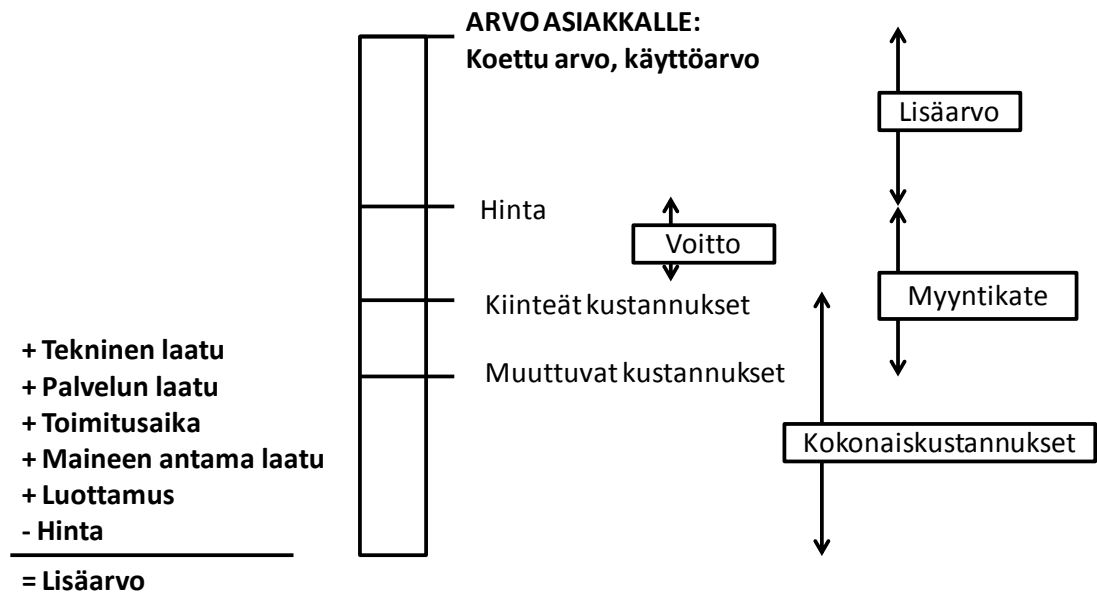 ARVO ASIAKKALLE:
Koettu arvo, käyttöarvo
Lisäarvo
Hinta
Voitto
Myyntikate
Kiinteät kustannukset
Muuttuvat kustannukset
Kokonaiskustannukset
+ Tekninen laatu
+ Palvelun laatu
+ Toimitusaika
+ Maineen antama laatu
+ Luottamus
- Hinta
= Lisäarvo